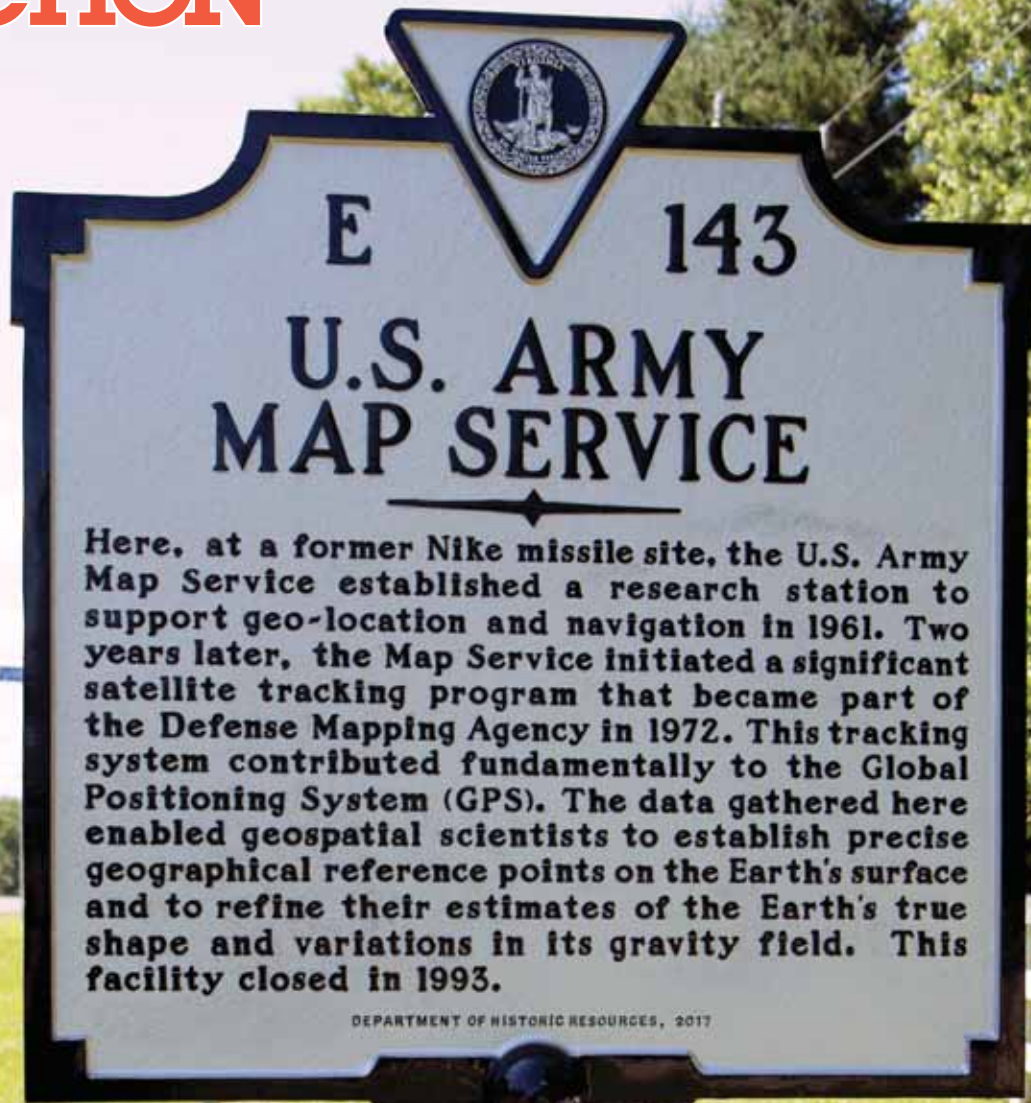 E 143
U.S. ARMY
MAP SERVICE
Here, at a former Nike missile site, the U.S. Army
Map Service established a research station to
support geo-location and navigation in 1961. Two
years later, the Map Service initiated a significant
satellite tracking program that became part of
the Defense Mapping Agency in 1972. This tracking
system contributed fundamentally to the Global
Positioning System (GPS). The data gathered here
enabled geospatial scientists to establish precise
geographical reference points on the Earth's surface
and to refine their estimates of the Earth's true
shape and variations in its gravity field. This
facility closed in 1993.
DEPARTMENT OF HISTORIC RESOURCES, 2017